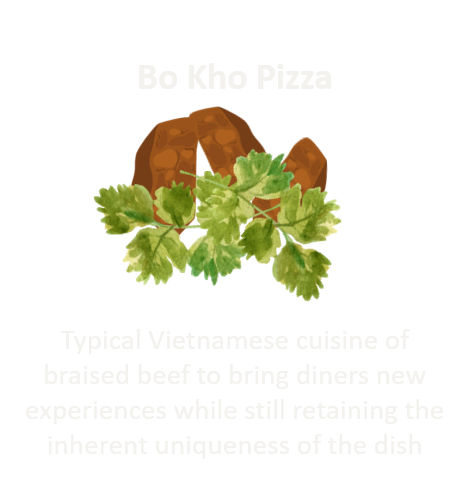 Bo Kho Pizza
Typical Vietnamese cuisine of
braised beef to bring diners new
experiences while still retaining the
inherent uniqueness of the dish